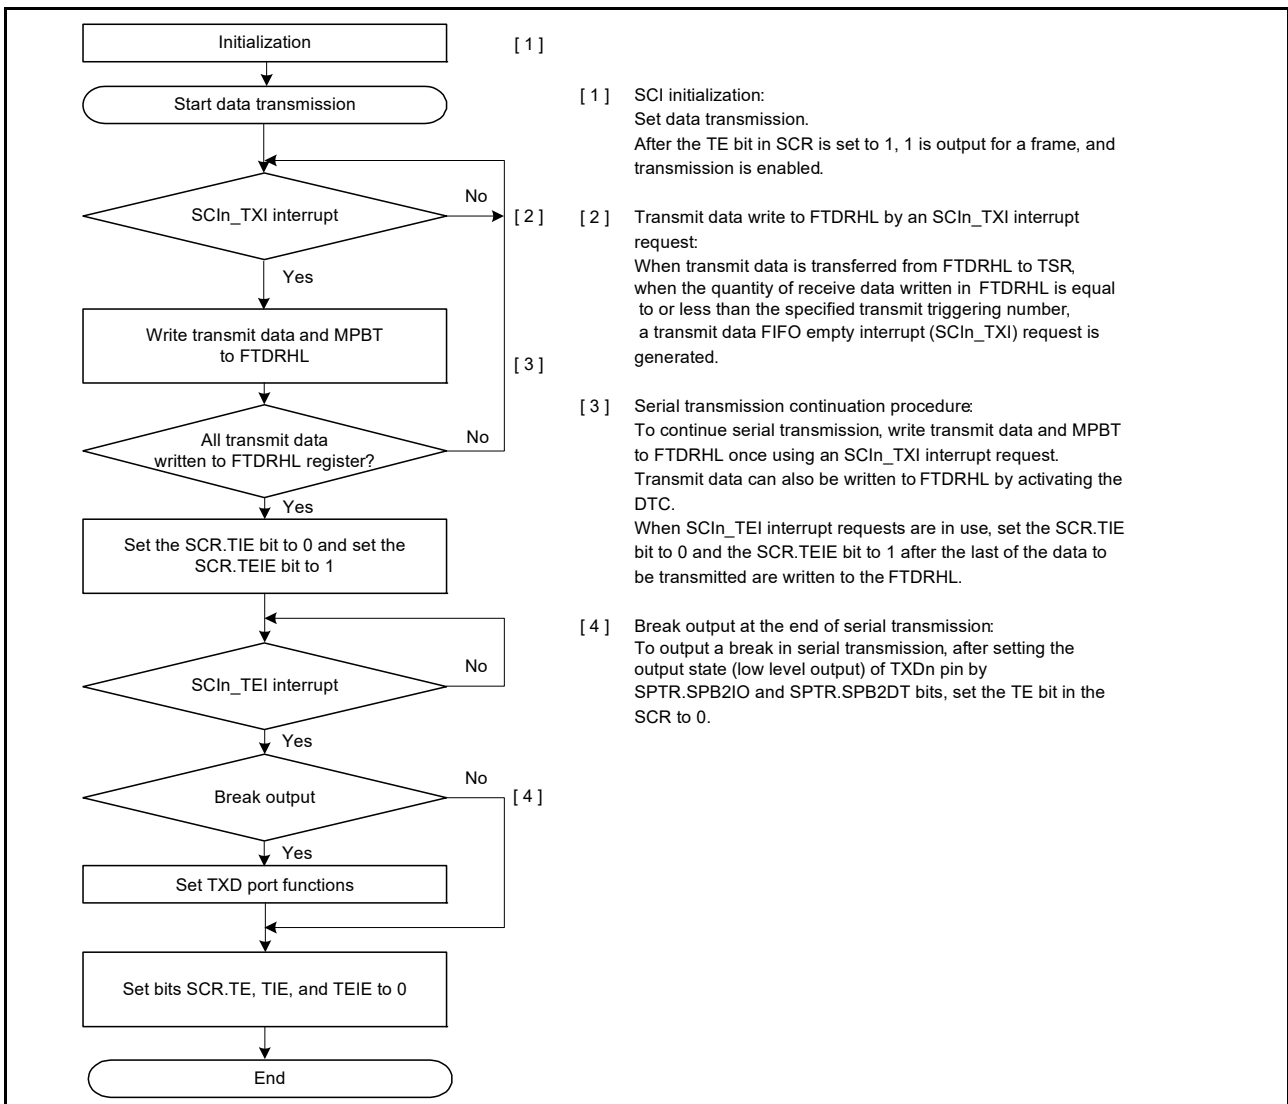 Initialization
[ 1 ]
Start data transmission
SCIn_TXI interrupt
No
[ 2 ]
Yes
Write transmit data and MPBT
to FTDRHL
[ 3 ]
All transmit data
written to FTDRHL register?
No
Yes
Set the SCR.TIE bit to 0 and set the
SCR.TEIE bit to 1
SCIn_TEI interrupt
No
Yes
Break output
No
[ 4 ]
Yes
Set TXD port functions
Set bits SCR.TE, TIE, and TEIE to 0
End
[ 1 ] SCI initialization:
Set data transmission.
After the TE bit in SCR is set to 1, 1 is output for a frame, and
transmission is enabled.
[ 2 ] Transmit data write to FTDRHL by an SCIn_TXI interrupt
request:
When transmit data is transferred from FTDRHL to TSR,
when the quantity of receive data written in FTDRHL is equal
to or less than the specified transmit triggering number,
a transmit data FIFO empty interrupt (SCIn_TXI) request is
generated.
[ 3 ] Serial transmission continuation procedure:
To continue serial transmission, write transmit data and MPBT
to FTDRHL once using an SCIn_TXI interrupt request.
Transmit data can also be written to FTDRHL by activating the
DTC.
When SCIn_TEI interrupt requests are in use, set the SCR.TIE
bit to 0 and the SCR.TEIE bit to 1 after the last of the data to
be transmitted are written to the FTDRHL.
[ 4 ] Break output at the end of serial transmission:
To output a break in serial transmission, after setting the
output state (low level output) of TXDn pin by
SPTR.SPB2IO and SPTR.SPB2DT bits, set the TE bit in the
SCR to 0.